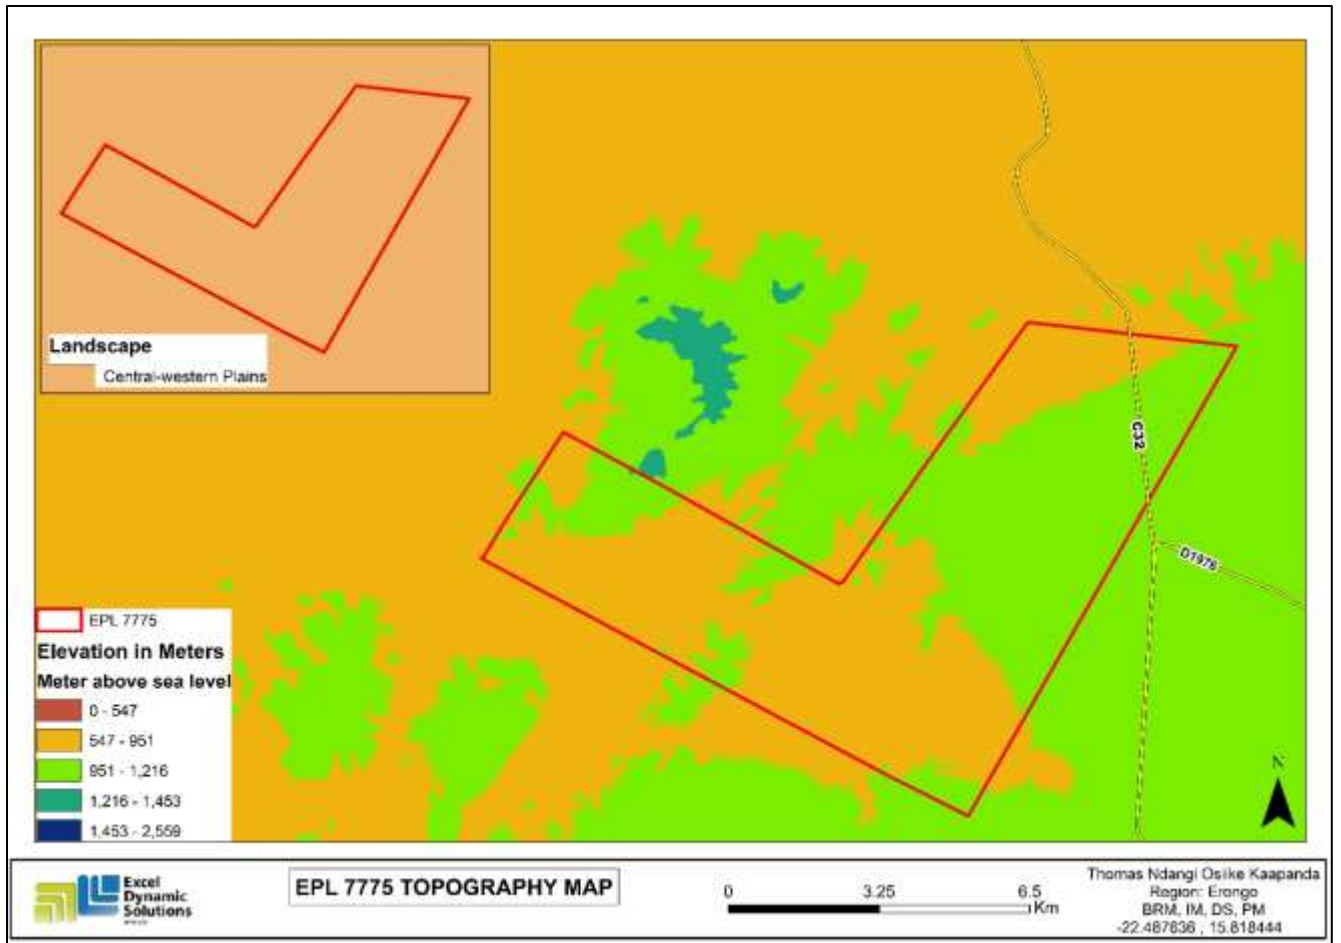 Landscape
Central-western Plains
C32
D1976
EPL 7775
Elevation in Meters
Meter above sea level
0 - 547
547 - 951
951 - 1,216
1,216 - 1,453
1,453 - 2,559
N
Excel
Dynamic
Solutions
EPL 7775 TOPOGRAPHY MAP
0 3.25 6.5
Km
Thomas Ndangi Osiike Kaapanda
Region: Erongo
BRM, IM, DS, PM
-22.487636 , 15.818444